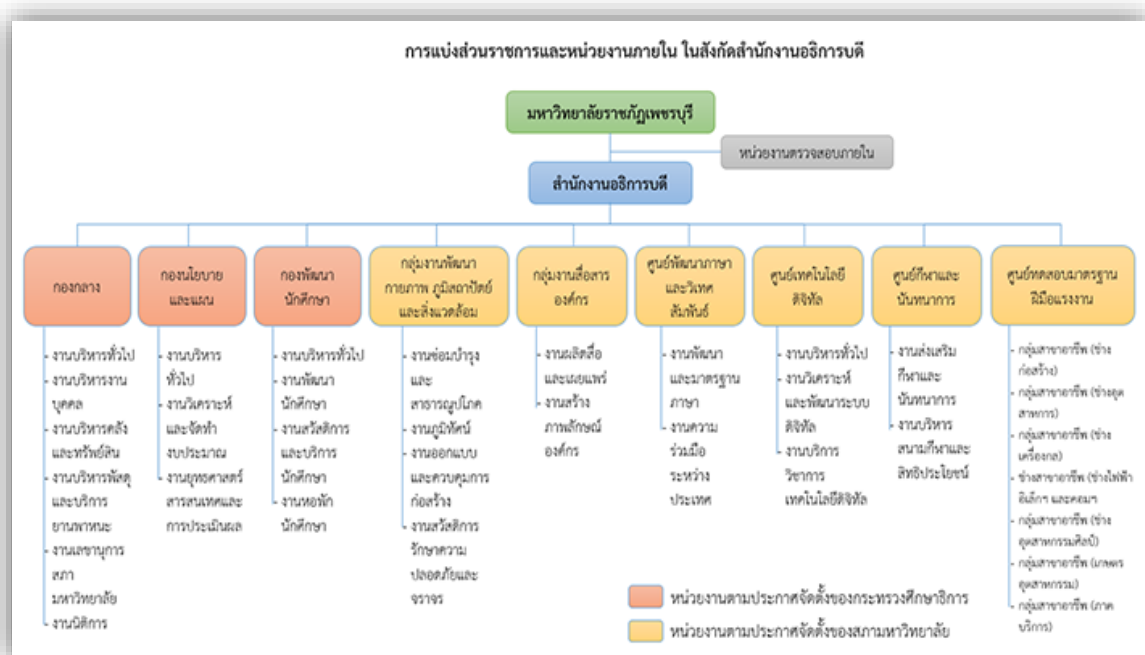 การแบ่งส่วนราชการและหน่วยงานภายใน ในสังกัดสำนักงานอธิการบดี
มหาวิทยาลัยราชภัฏเพชรบุรี
หน่วยงานตรวจสอบภายใน
สำนักงานอธิการบดี
กองกลาง
- งานบริหารทั่วไป
- งานบริหารงาน
บุคคล
- งานบริหารคลัง
และทรัพย์สิน
- งานบริหารพัสดุ
และบริการ
ยานพาหนะ
- งานเลขานุการ
สภา
มหาวิทยาลัย
- งานนิติการ
กองนโยบาย
และแผน
- งานบริหาร
ทั่วไป
- งานวิเคราะห์
และจัดทำ
งบประมาณ
- งานยุทธศาสตร์
สารสนเทศและ
การประเมินผล
กองพัฒนา
นักศึกษา
- งานบริหารทั่วไป
- งานพัฒนา
นักศึกษา
- งานสวัสดิการ
และบริการ
นักศึกษา
- งานหอพัก
นักศึกษา
กลุ่มงานพัฒนา
กายภาพ ภูมิสถาปัตย์
และสิ่งแวดล้อม
- งานซ่อมบำรุง
และ
สาธารณูปโภค
- งานภูมิทัศน์
- งานออกแบบ
และควบคุมการ
ก่อสร้าง
- งานสวัสดิการ
รักษาความ
ปลอดภัยและ
จราจร
กลุ่มงานสื่อสาร
องค์กร
- งานผลิตสื่อ
และเผยแพร่
- งานสร้าง
ภาพลักษณ์
องค์กร
ศูนย์พัฒนาภาษา
และวิเทศ
สัมพันธ์
- งานพัฒนา
และมาตรฐาน
ภาษา
- งานความ
ร่วมมือ
ระหว่าง
ประเทศ
ศูนย์เทคโนโลยี
ดิจิทัล
- งานบริหารทั่วไป
- งานวิเคราะห์
และพัฒนาระบบ
ดิจิทัล
- งานบริการ
วิชาการ
เทคโนโลยีดิจิทัล
ศูนย์กีฬาและ
นันทนาการ
- งานส่งเสริม
กีฬาและ
นันทนาการ
- งานบริหาร
สนามกีฬาและ
สิทธิประโยชน์
ศูนย์ทดสอบมาตรฐาน
ฝีมือแรงงาน
- กลุ่มสาขาอาชีพ (ช่าง
ก่อสร้าง)
- กลุ่มสาขาอาชีพ (ช่างอุต
สาหการ)
- กลุ่มสาขาอาชีพ (ช่าง
เครื่องกล)
- ช่างสาขาอาชีพ (ช่างไฟฟ้า
อิเล็กฯ และคอมฯ
- กลุ่มสาขาอาชีพ (ช่าง
อุตสาหกรรมศิลป์)
- กลุ่มสาขาอาชีพ (เกษตร
อุตสาหกรรม)
- กลุ่มสาขาอาชีพ (ภาค
บริการ)
หน่วยงานตามประกาศจัดตั้งของกระทรวงศึกษาธิการ
หน่วยงานตามประกาศจัดตั้งของสภามหาวิทยาลัย